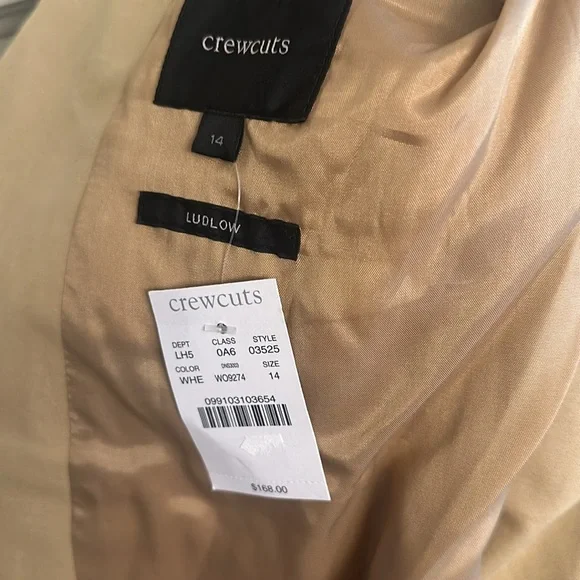 crewcuts
14
LUDLOW
crewcuts
DEPT CLASS STYLE
LH5 0A6 03525
COLOR SIZE
WHE WO9274 14
099103103654
$168.00